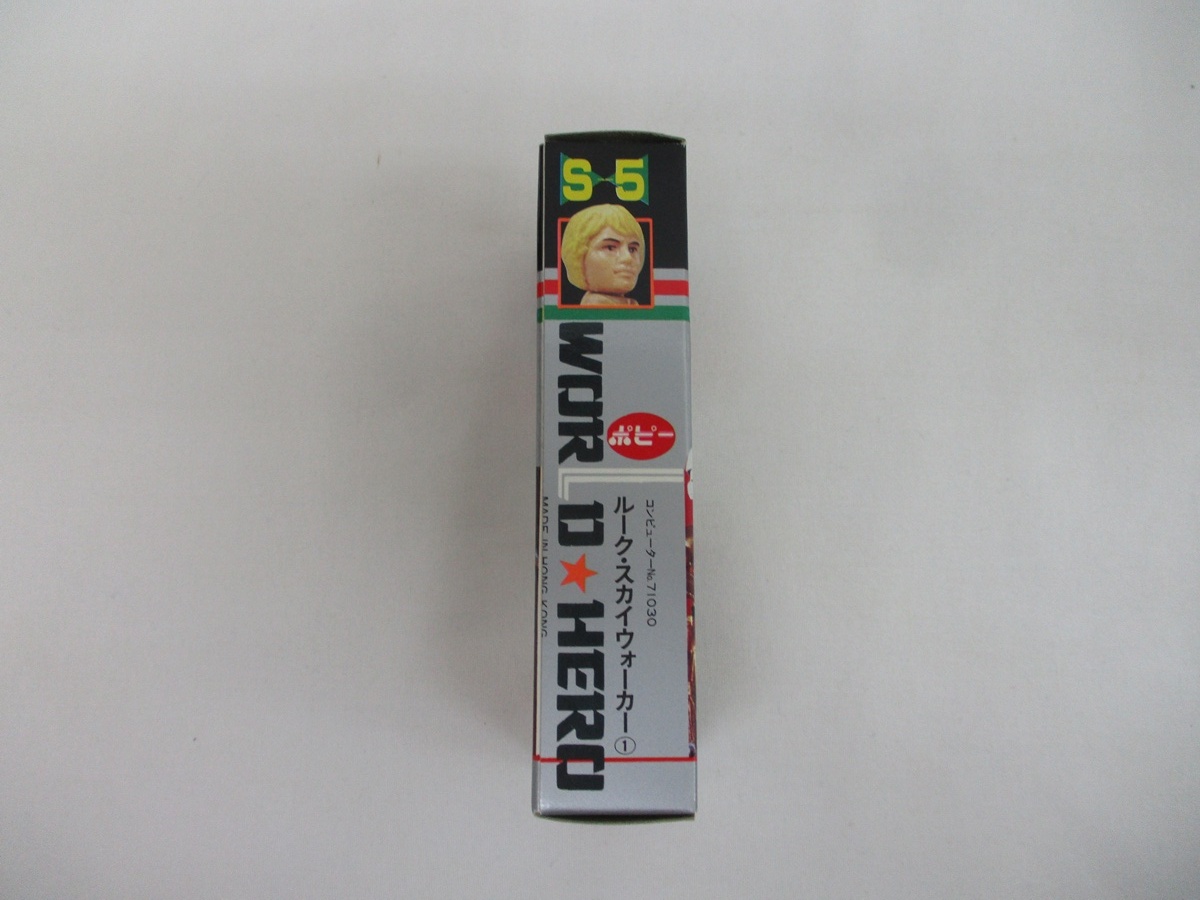 S-5
WORLD★HERO
ポピー
コンピューターNo.71030
ルーク・スカイウォーカー①
MADE IN HONG KONG